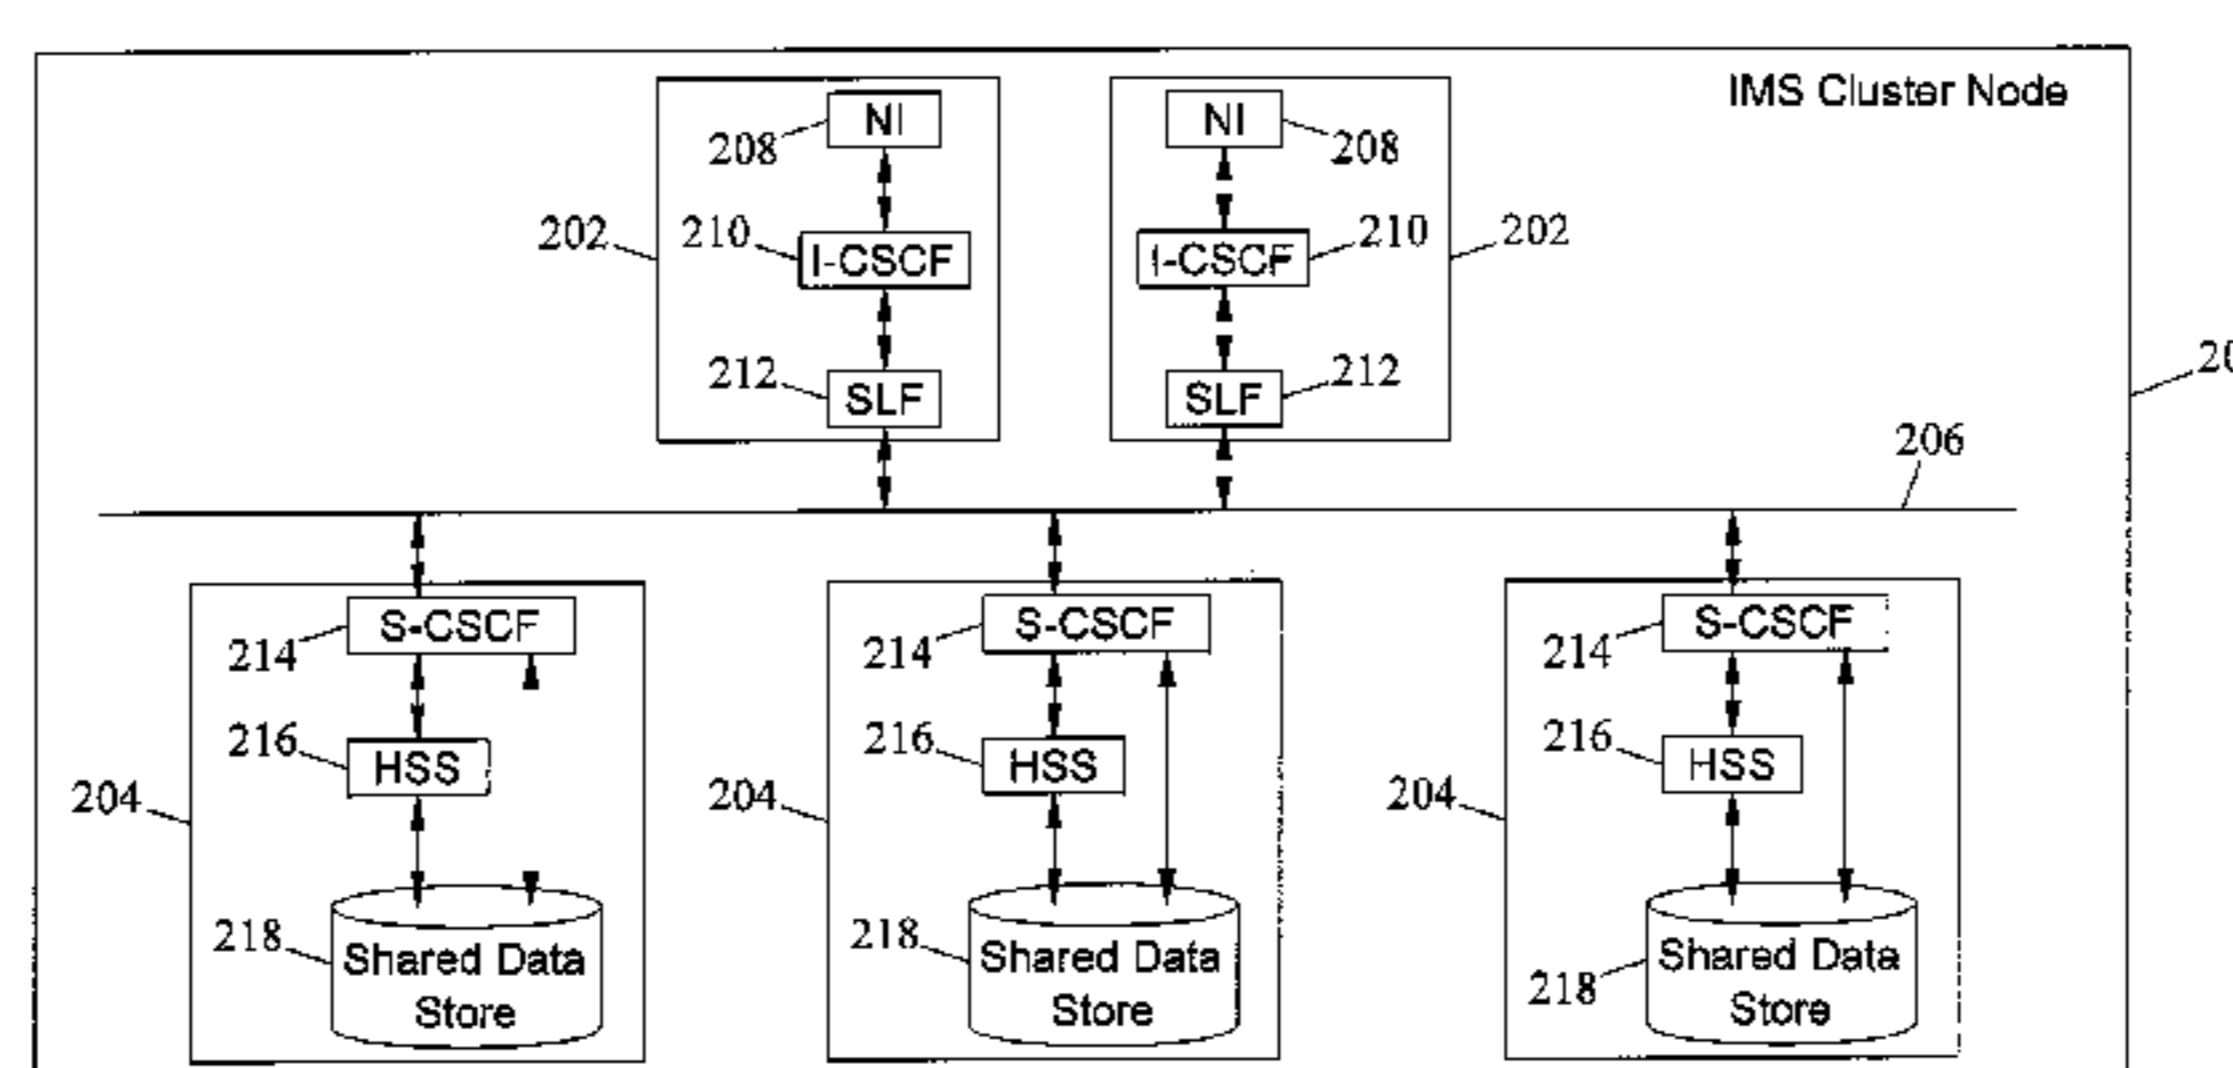 IMS Cluster Node
NI
NI
208
208
202
210
I-CSCF
I-CSCF
210
202
212
SLF
SLF
212
206
S-CSCF
S-CSCF
S-CSCF
214
214
214
216
HSS
216
HSS
216
HSS
204
204
204
218
Shared Data
Store
218
Shared Data
Store
218
Shared Data
Store